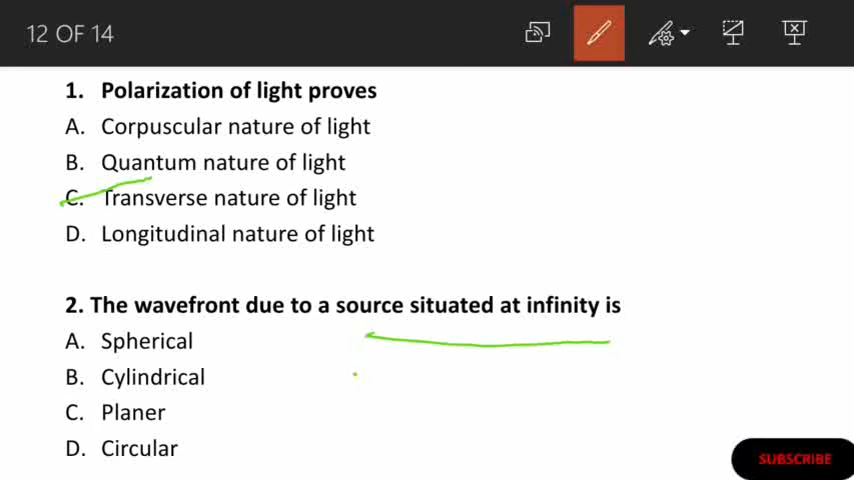 12 OF 14
1. Polarization of light proves
A. Corpuscular nature of light
B. Quantum nature of light
C. Transverse nature of light
D. Longitudinal nature of light
2. The wavefront due to a source situated at infinity is
A. Spherical
B. Cylindrical
C. Planer
D. Circular
SUBSCRIBE